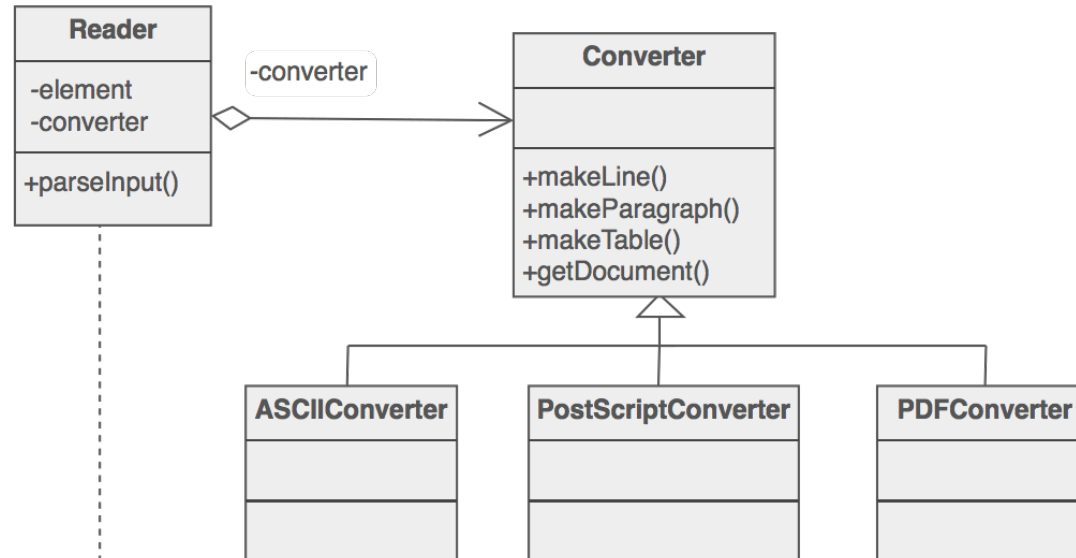 Reader
-element
-converter
+parseInput()
-converter
Converter
+makeLine()
+makeParagraph()
+makeTable()
+getDocument()
ASCIIConverter
PostScriptConverter
PDFConverter